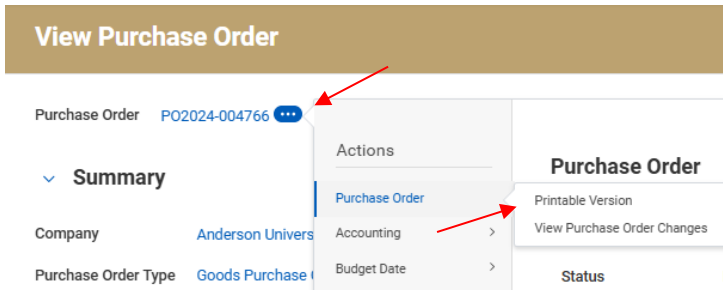 View Purchase Order
Purchase Order PO2024-004766
Actions
Summary
Purchase Order
Purchase Order
Printable Version
Company Anderson Univers
Accounting
View Purchase Order Changes
Purchase Order Type Goods Purchase
Budget Date
Status